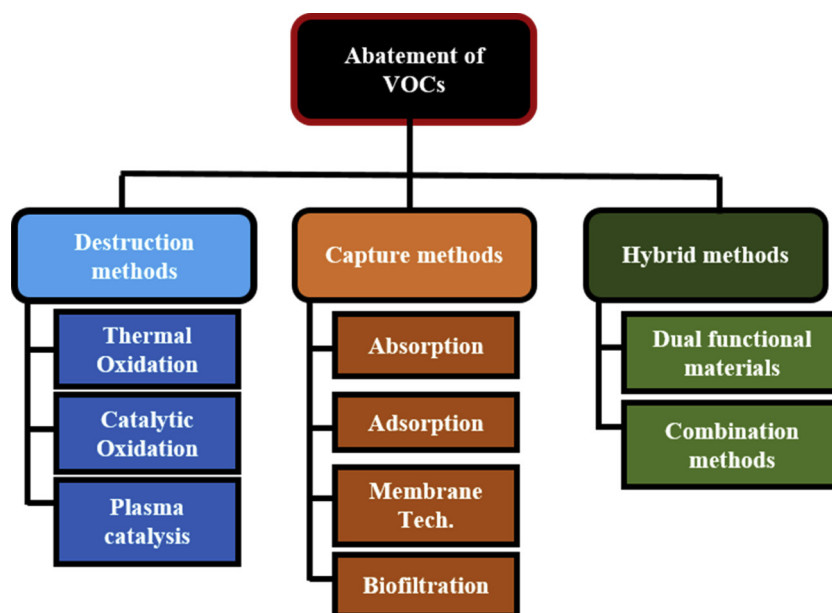 Abatement of
VOCs
Destruction
methods
Thermal
Oxidation
Catalytic
Oxidation
Plasma
catalysis
Capture methods
Absorption
Adsorption
Membrane
Tech.
Biofiltration
Hybrid methods
Dual functional
materials
Combination
methods